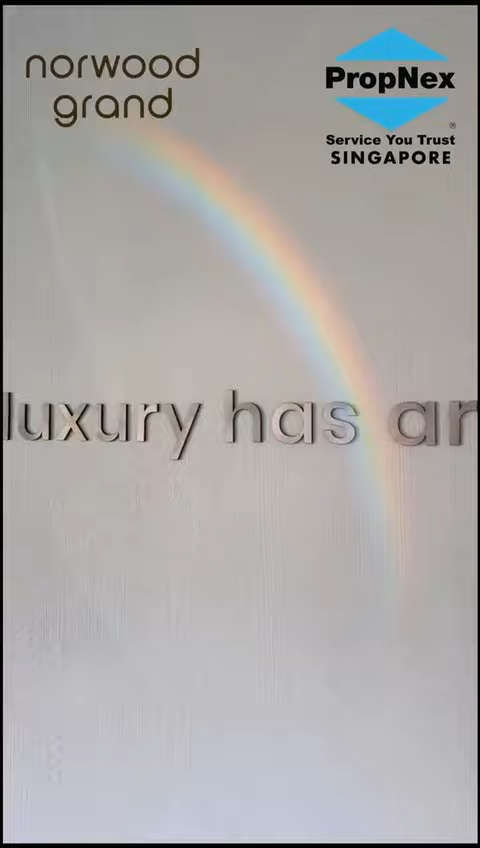 norwood
grand
PropNex
®
Service You Trust
SINGAPORE
luxury has ar